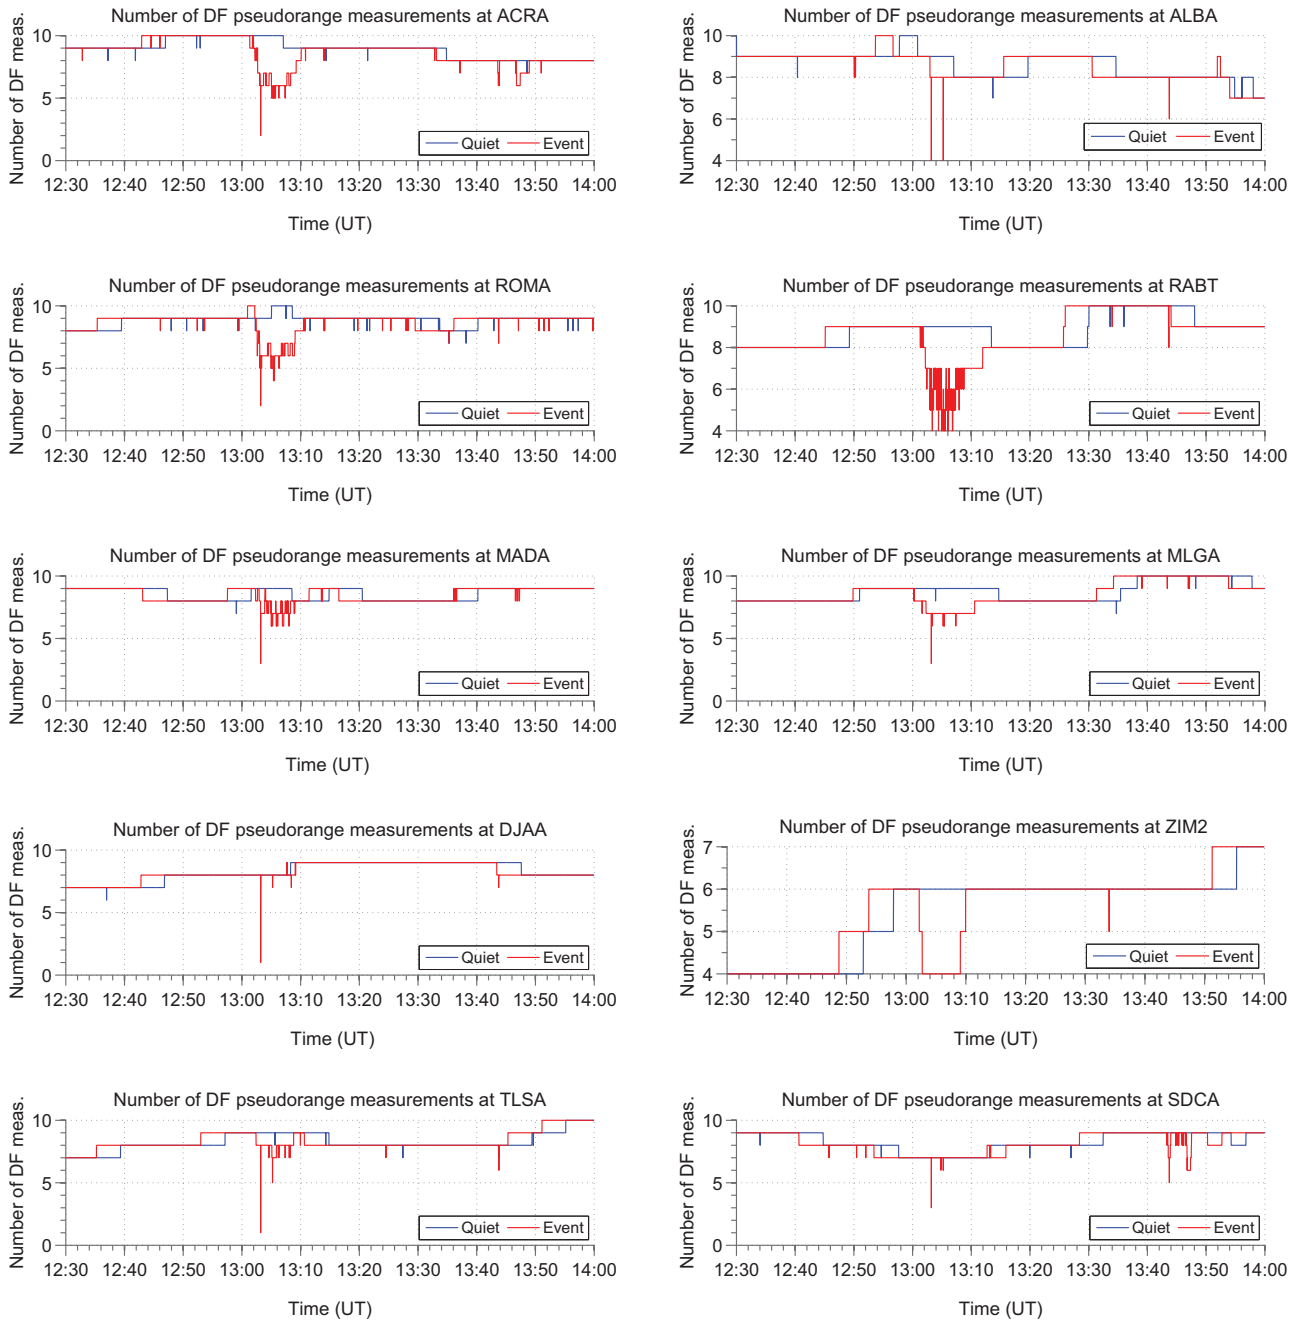 Number of DF pseudorange measurements at ACRA
Number of DF meas.
10
5
0
Quiet Event
12:30 12:40 12:50 13:00 13:10 13:20 13:30 13:40 13:50 14:00
Time (UT)
Number of DF pseudorange measurements at ALBA
Number of DF meas.
10
8
6
4
Quiet Event
12:30 12:40 12:50 13:00 13:10 13:20 13:30 13:40 13:50 14:00
Time (UT)
Number of DF pseudorange measurements at ROMA
Number of DF meas.
10
5
0
Quiet Event
12:30 12:40 12:50 13:00 13:10 13:20 13:30 13:40 13:50 14:00
Time (UT)
Number of DF pseudorange measurements at RABT
Number of DF meas.
10
8
6
4
Quiet Event
12:30 12:40 12:50 13:00 13:10 13:20 13:30 13:40 13:50 14:00
Time (UT)
Number of DF pseudorange measurements at MADA
Number of DF meas.
10
5
0
Quiet Event
12:30 12:40 12:50 13:00 13:10 13:20 13:30 13:40 13:50 14:00
Time (UT)
Number of DF pseudorange measurements at MLGA
Number of DF meas.
10
5
0
Quiet Event
12:30 12:40 12:50 13:00 13:10 13:20 13:30 13:40 13:50 14:00
Time (UT)
Number of DF pseudorange measurements at DJAA
Number of DF meas.
10
5
0
Quiet Event
12:30 12:40 12:50 13:00 13:10 13:20 13:30 13:40 13:50 14:00
Time (UT)
Number of DF pseudorange measurements at ZIM2
Number of DF meas.
7
6
5
4
Quiet Event
12:30 12:40 12:50 13:00 13:10 13:20 13:30 13:40 13:50 14:00
Time (UT)
Number of DF pseudorange measurements at TLSA
Number of DF meas.
10
5
0
Quiet Event
12:30 12:40 12:50 13:00 13:10 13:20 13:30 13:40 13:50 14:00
Time (UT)
Number of DF pseudorange measurements at SDCA
Number of DF meas.
10
5
0
Quiet Event
12:30 12:40 12:50 13:00 13:10 13:20 13:30 13:40 13:50 14:00
Time (UT)